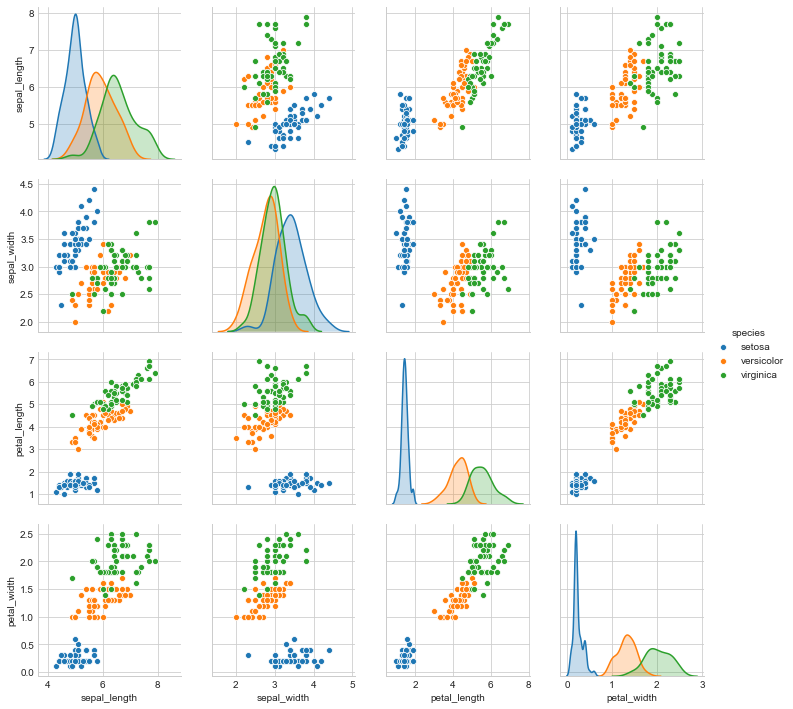 8
7
6
5
sepal_length
4.5
4.0
3.5
3.0
2.5
2.0
sepal_width
species
setosa
versicolor
virginica
7
6
5
4
3
2
1
petal_length
2.5
2.0
1.5
1.0
0.5
0.0
petal_width
4 6 8
2 3 4 5
2 4 6 8
0 1 2 3
sepal_length sepal_width petal_length petal_width